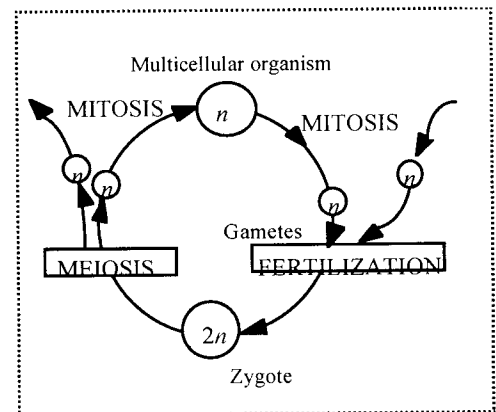 Multicellular organism
MITOSIS
n
MITOSIS
n
n
n
n
Gametes
MEIOSIS
FERTILIZATION
2n
Zygote